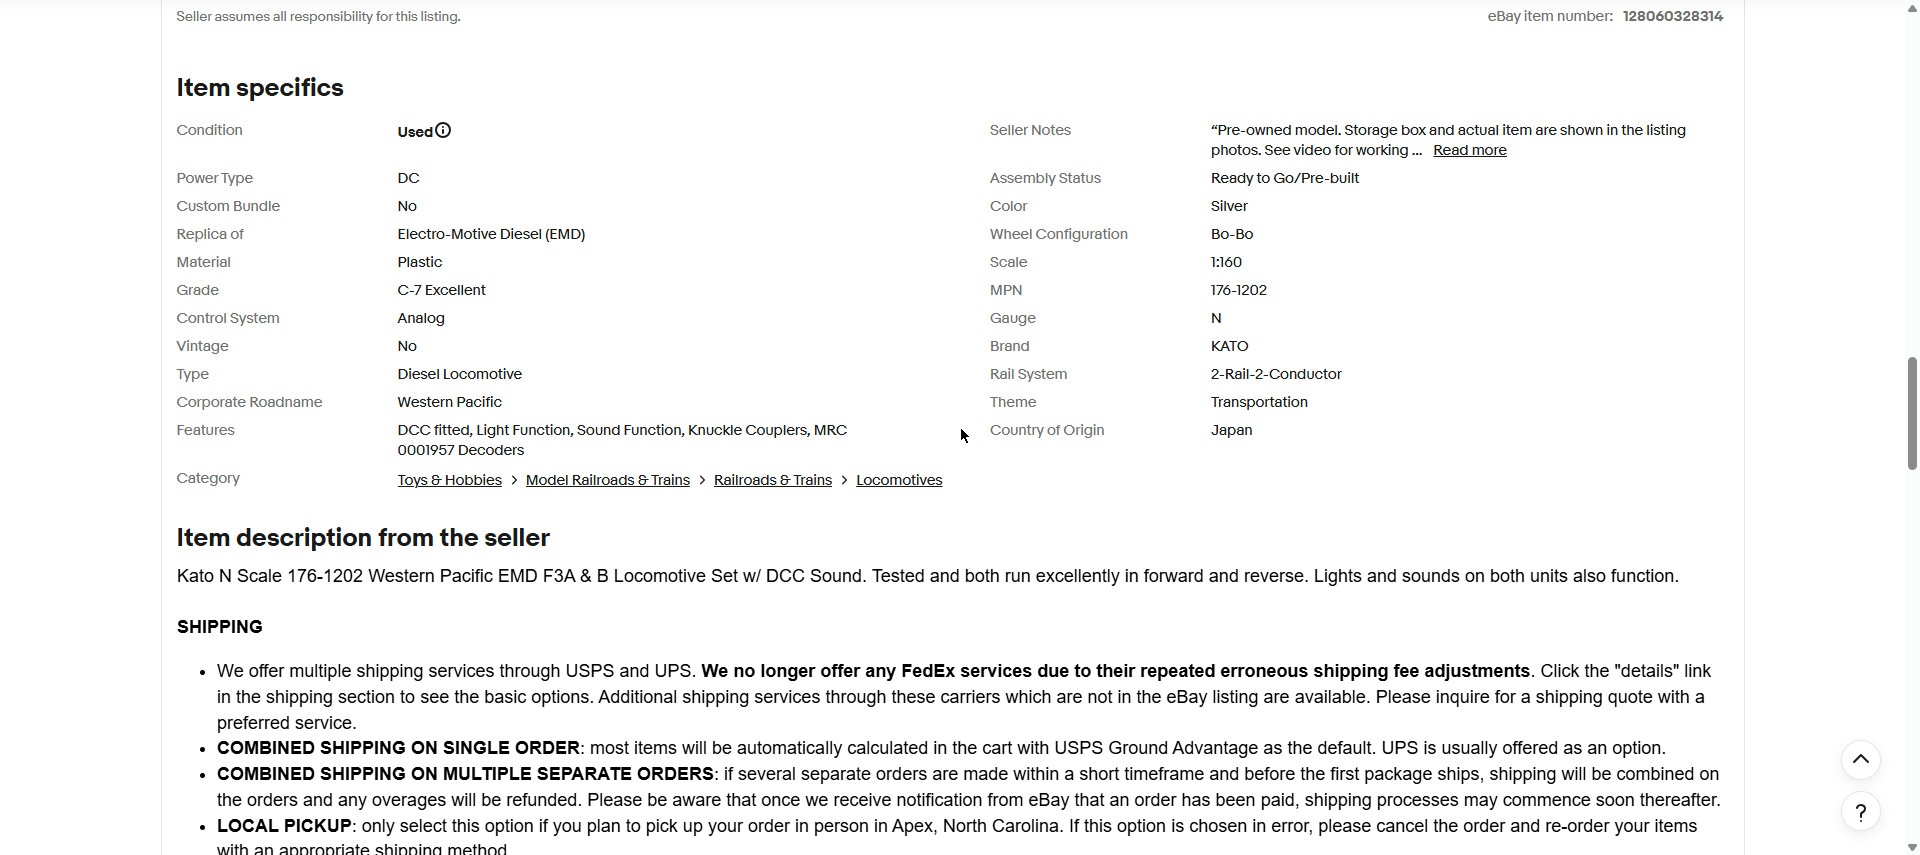 Seller assumes all responsibility for this listing.
eBay item number: 128060328314
Item specifics
Condition
Used
Seller Notes
“Pre-owned model. Storage box and actual item are shown in the listing
photos. See video for working ... Read more
Power Type
DC
Assembly Status
Ready to Go/Pre-built
Custom Bundle
No
Color
Silver
Replica of
Electro-Motive Diesel (EMD)
Wheel Configuration
Bo-Bo
Material
Plastic
Scale
1:160
Grade
C-7 Excellent
MPN
176-1202
Control System
Analog
Gauge
N
Vintage
No
Brand
KATO
Type
Diesel Locomotive
Rail System
2-Rail-2-Conductor
Corporate Roadname
Western Pacific
Theme
Transportation
Features
DCC fitted, Light Function, Sound Function, Knuckle Couplers, MRC
0001957 Decoders
Country of Origin
Japan
Category
Toys & Hobbies > Model Railroads & Trains > Railroads & Trains > Locomotives
Item description from the seller
Kato N Scale 176-1202 Western Pacific EMD F3A & B Locomotive Set w/ DCC Sound. Tested and both run excellently in forward and reverse. Lights and sounds on both units also function.
SHIPPING
• We offer multiple shipping services through USPS and UPS. We no longer offer any FedEx services due to their repeated erroneous shipping fee adjustments. Click the "details" link
in the shipping section to see the basic options. Additional shipping services through these carriers which are not in the eBay listing are available. Please inquire for a shipping quote with a
preferred service.
• COMBINED SHIPPING ON SINGLE ORDER: most items will be automatically calculated in the cart with USPS Ground Advantage as the default. UPS is usually offered as an option.
• COMBINED SHIPPING ON MULTIPLE SEPARATE ORDERS: if several separate orders are made within a short timeframe and before the first package ships, shipping will be combined on
the orders and any overages will be refunded. Please be aware that once we receive notification from eBay that an order has been paid, shipping processes may commence soon thereafter.
• LOCAL PICKUP: only select this option if you plan to pick up your order in person in Apex, North Carolina. If this option is chosen in error, please cancel the order and re-order your items
with an appropriate shipping method.
?